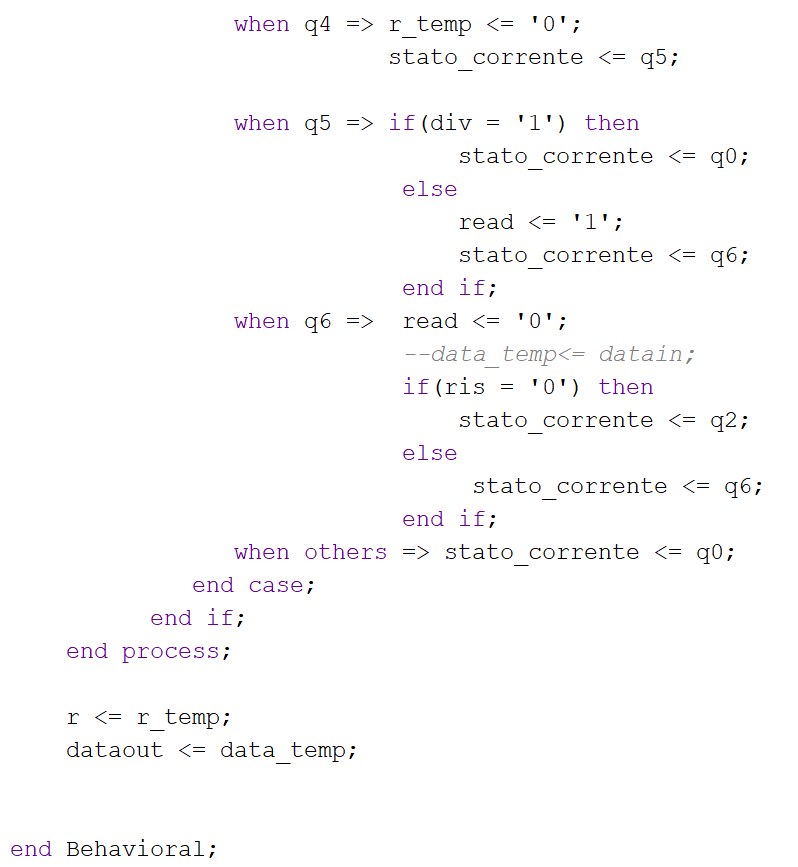 when q4 => r_temp <= '0';
stato_corrente <= q5;
when q5 => if(div = '1') then
stato_corrente <= q0;
else
read <= '1';
stato_corrente <= q6;
end if;
when q6 =>  read <= '0';
--data_temp<= datain;
if(ris = '0') then
stato_corrente <= q2;
else
stato_corrente <= q6;
end if;
when others => stato_corrente <= q0;
end case;
end if;
end process;
r <= r_temp;
dataout <= data_temp;
end Behavioral;